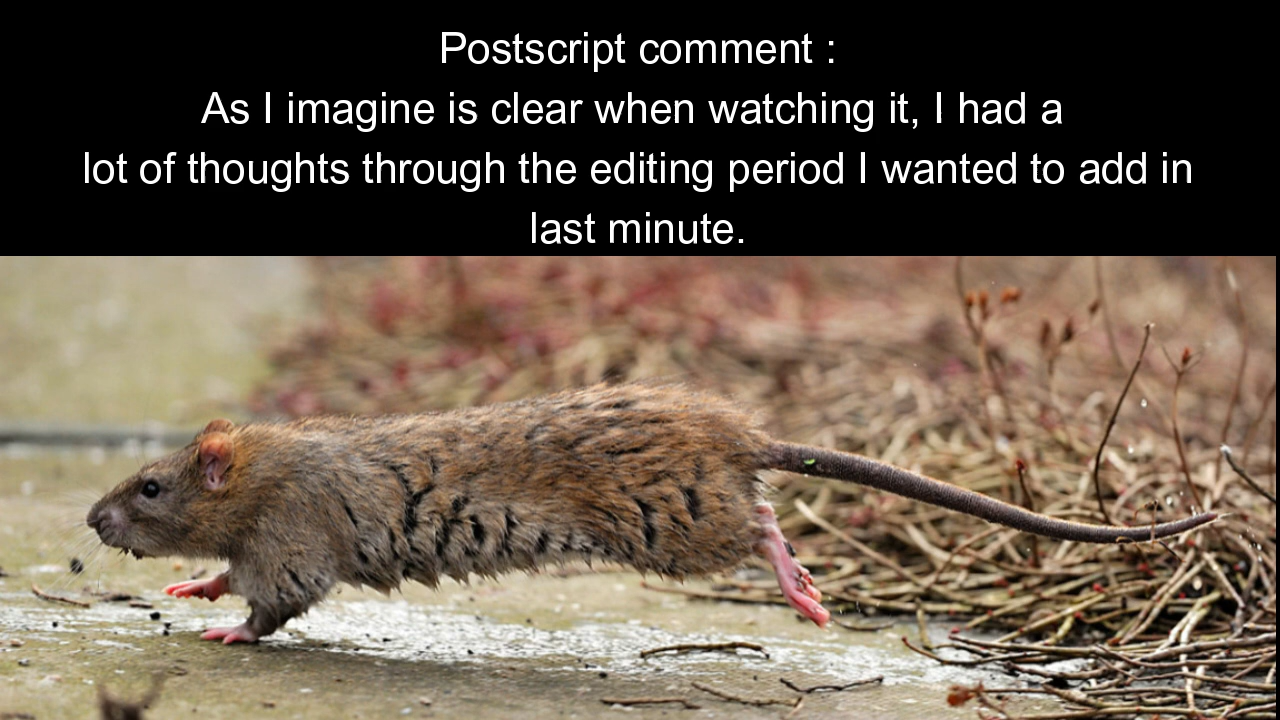 Postscript comment :
As I imagine is clear when watching it, I had a
lot of thoughts through the editing period I wanted to add in
last minute.